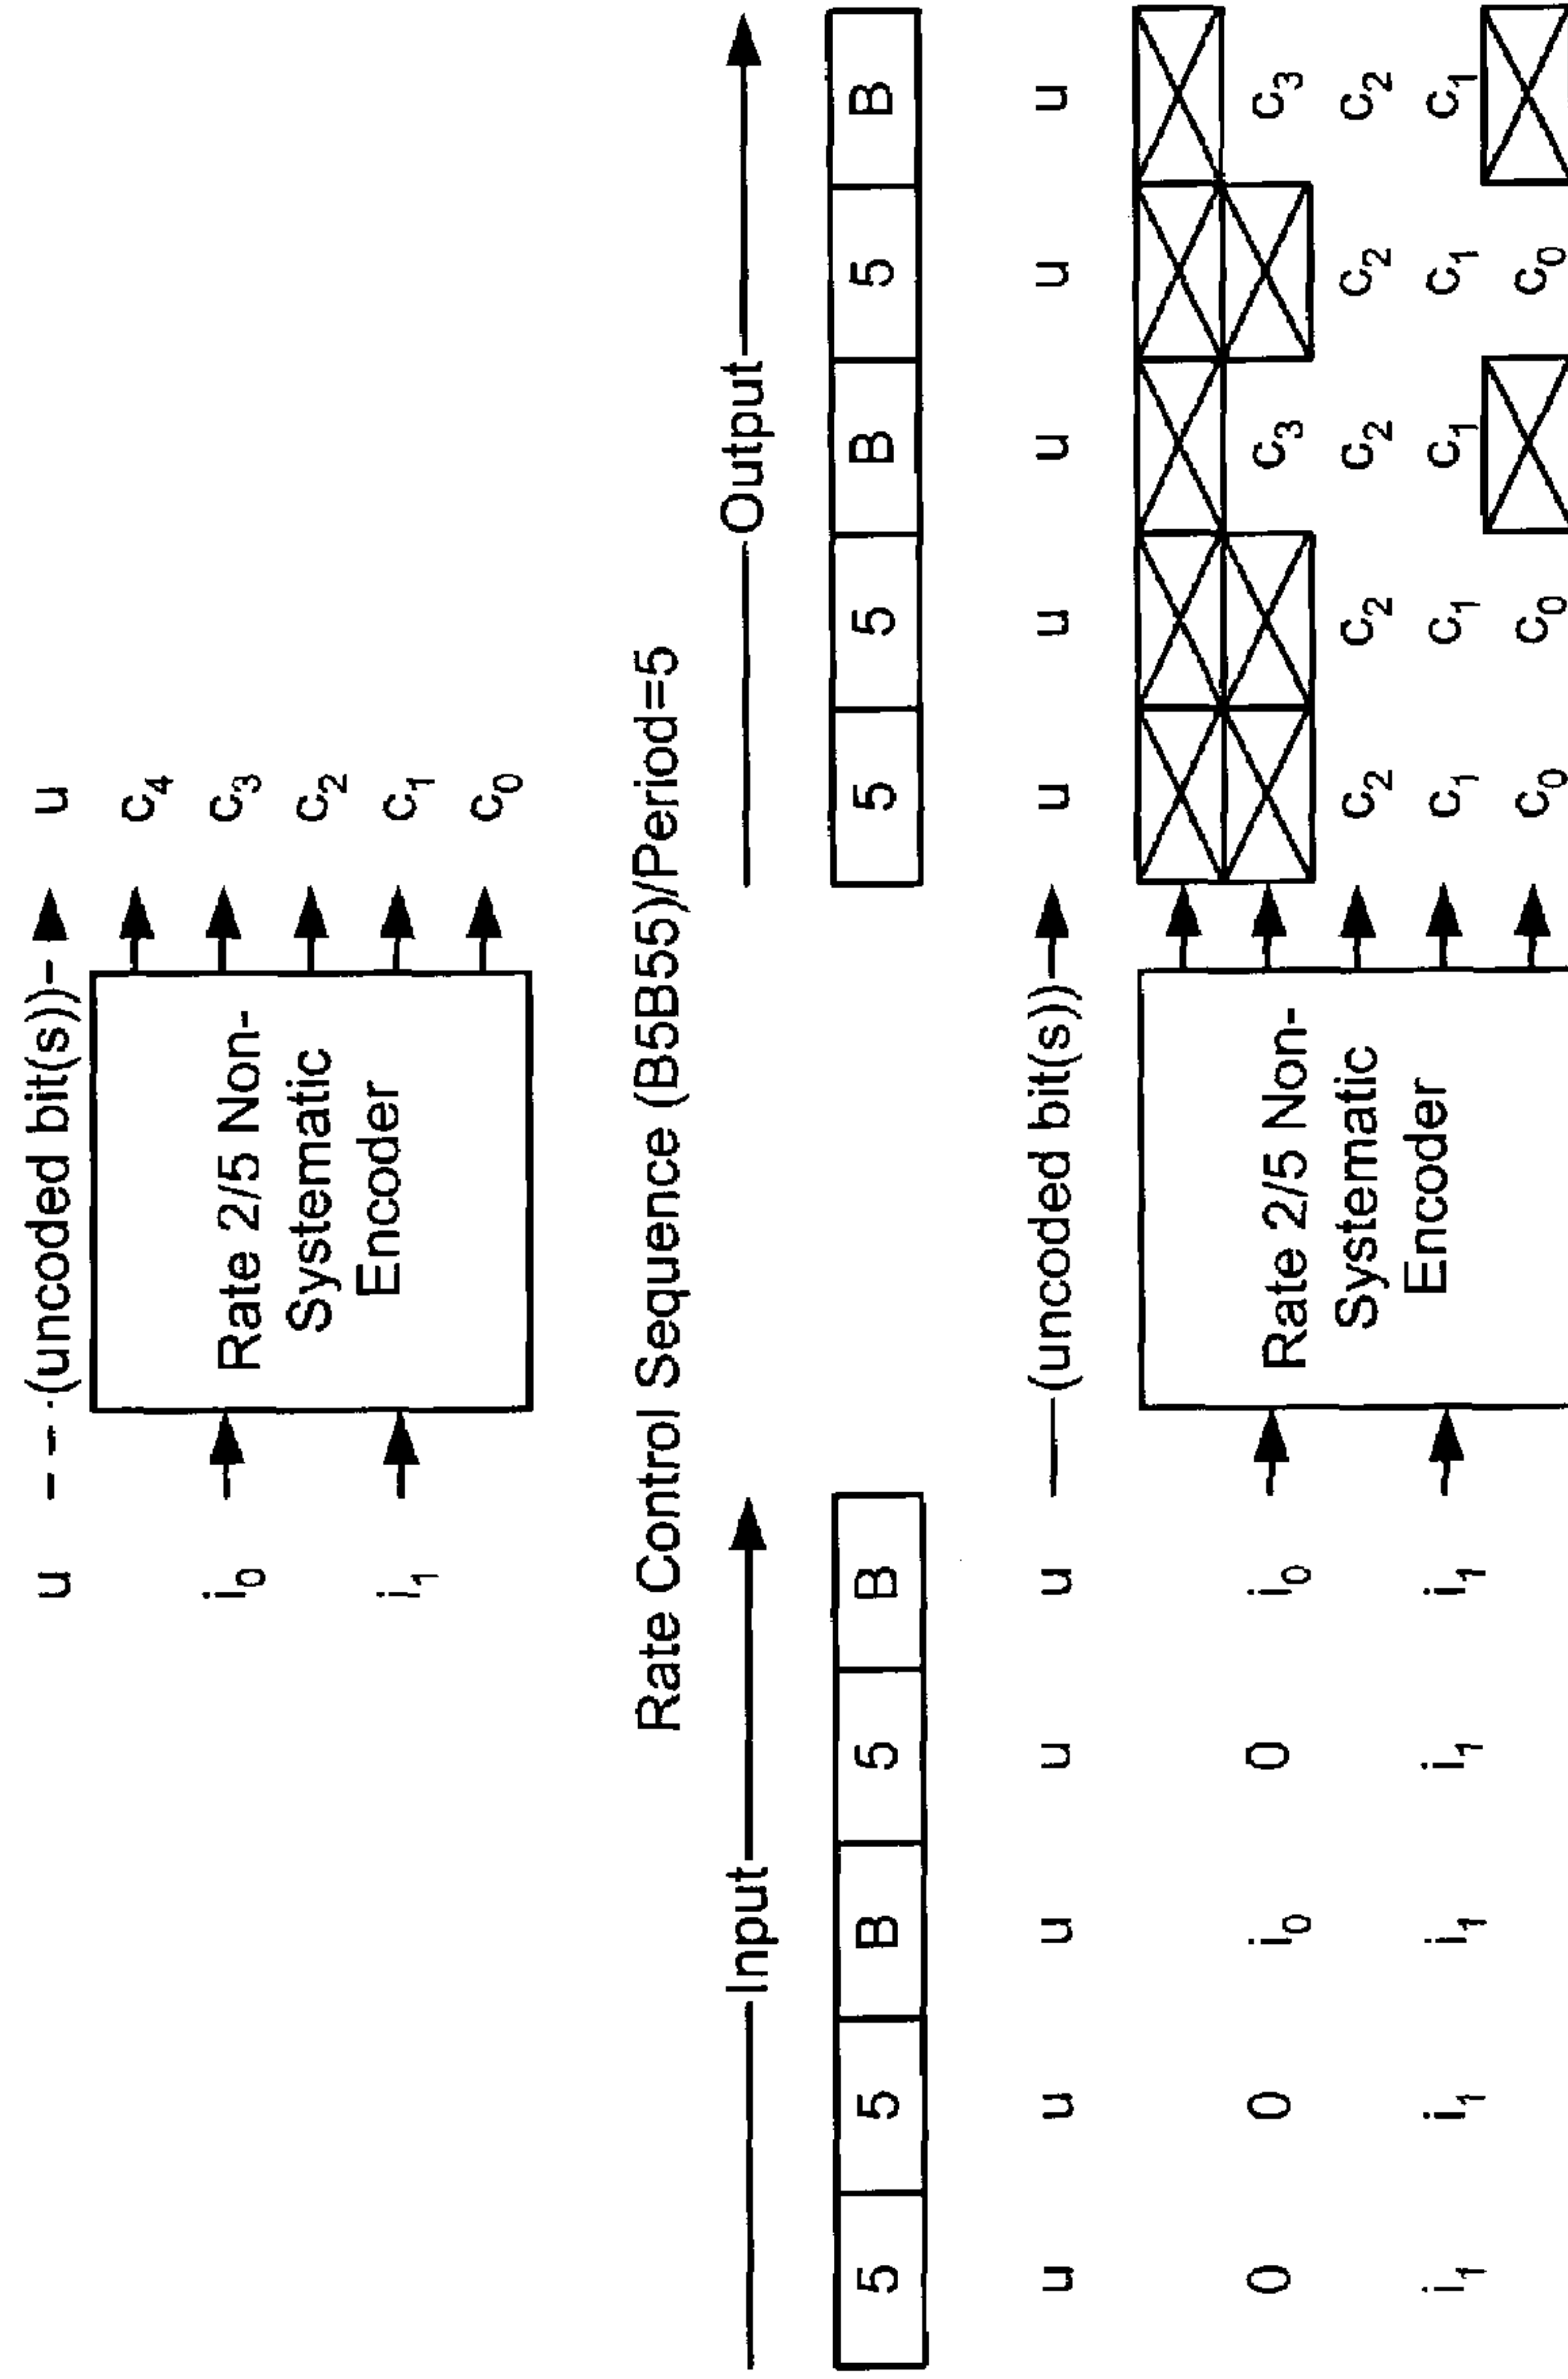 u - - -(uncoded bit(s))- u
Rate 2/5 Non-
Systematic
Encoder
i₀
i₁
c₄
c₃
c₂
c₁
c₀
Rate Control Sequence (B5B55)/Period=5
Input
Output
5 5 B 5 B
5 5 B 5 B
u u u u u (uncoded bit(s)) u u u u u
0 0 i₀ 0 i₀
i₁ i₁ i₁ i₁ i₁
Rate 2/5 Non-
Systematic
Encoder
c₃ c₃
c₂ c₂ c₂ c₂ c₂
c₁ c₁ c₁ c₁ c₁
c₀ c₀ c₀